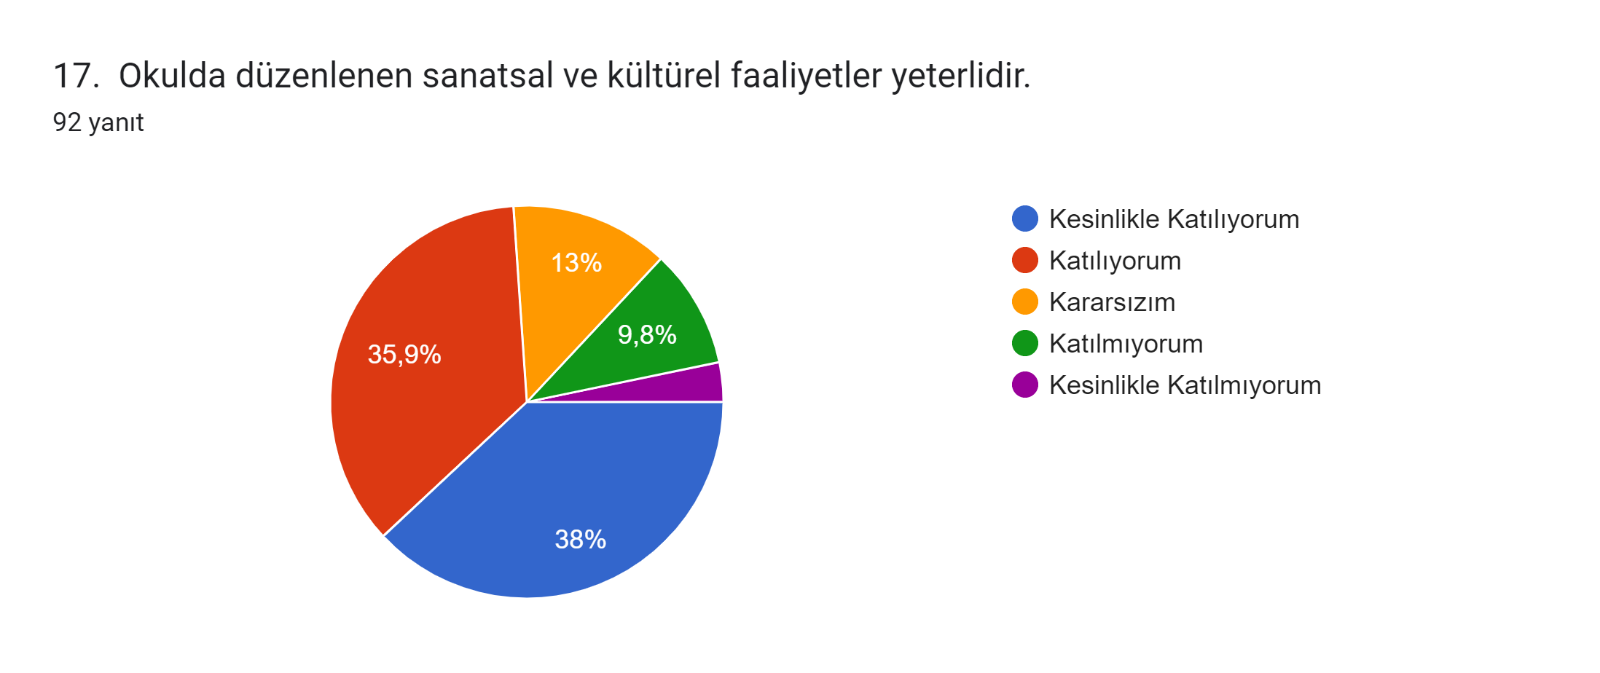 17.  Okulda düzenlenen sanatsal ve kültürel faaliyetler yeterlidir.
92 yanıt
Kesinlikle Katılıyorum
Katılıyorum
Kararsızım
Katılmıyorum
Kesinlikle Katılmıyorum
13%
9,8%
35,9%
38%